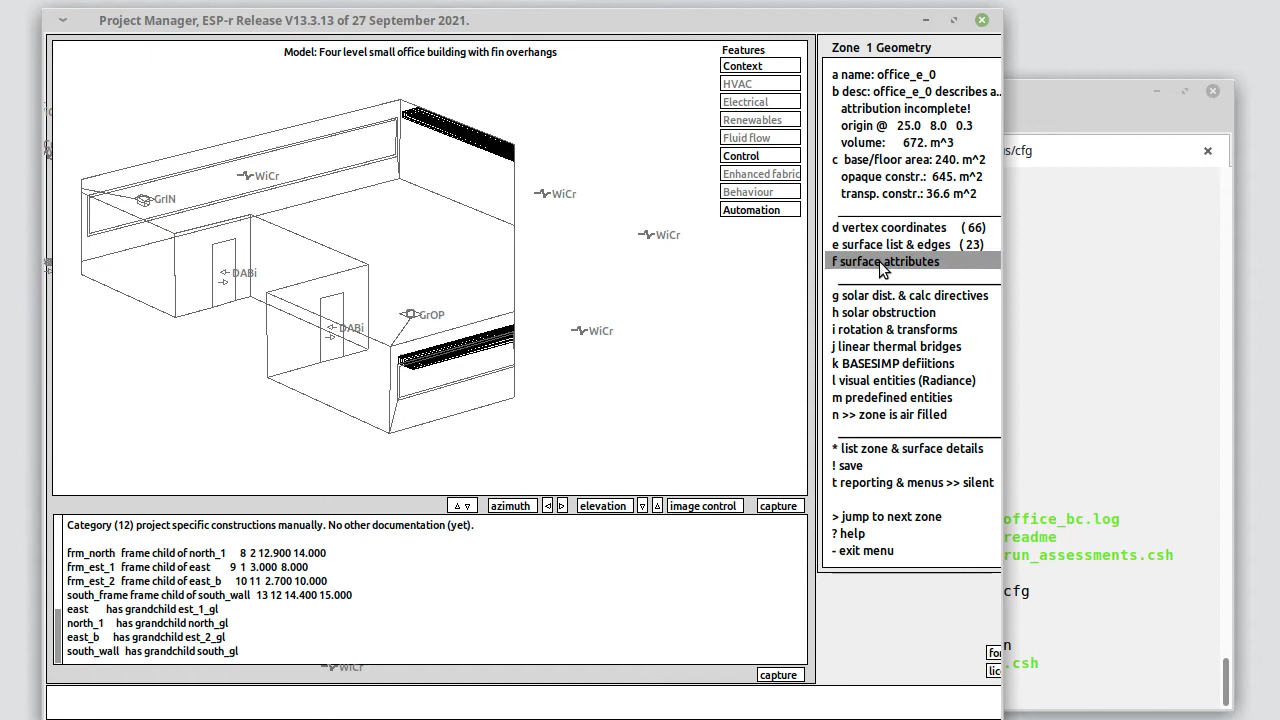 Project Manager, ESP-r Release V13.3.13 of 27 September 2021.
Model: Four level small office building with fin overhangs
Features
Context
HVAC
Electrical
Renewables
Fluid flow
Control
Enhanced fabric
Behaviour
Automation
WiCr
GrIN
WiCr
WiCr
DABi
GrOP
DABi
WiCr
azimuth
elevation
image control
capture
Category (12) project specific constructions manually. No other documentation (yet).
frm_north frame child of north_1 8 2 12.900 14.000
frm_est_1 frame child of east 9 1 3.000 8.000
frm_est_2 frame child of east_b 10 11 2.700 10.000
south_frame frame child of south_wall 13 12 14.400 15.000
east has grandchild est_1_gl
north_1 has grandchild north_gl
east_b has grandchild est_2_gl
south_wall has grandchild south_gl
WiCr
capture
Zone 1 Geometry
a name: office_e_0
b desc: office_e_0 describes a..
attribution incomplete!
origin @ 25.0 8.0 0.3
volume: 672. m^3
c base/floor area: 240. m^2
opaque constr.: 645. m^2
transp. constr.: 36.6 m^2
d vertex coordinates ( 66)
e surface list & edges ( 23)
f surface attributes
g solar dist. & calc directives
h solar obstruction
i rotation & transforms
j linear thermal bridges
k BASESIMP defiitions
l visual entities (Radiance)
m predefined entities
n >> zone is air filled
* list zone & surface details
! save
t reporting & menus >> silent
> jump to next zone
? help
- exit menu
for
lic
s/cfg
office_bc.log
readme
run_assessments.csh
cfg
n
.csh